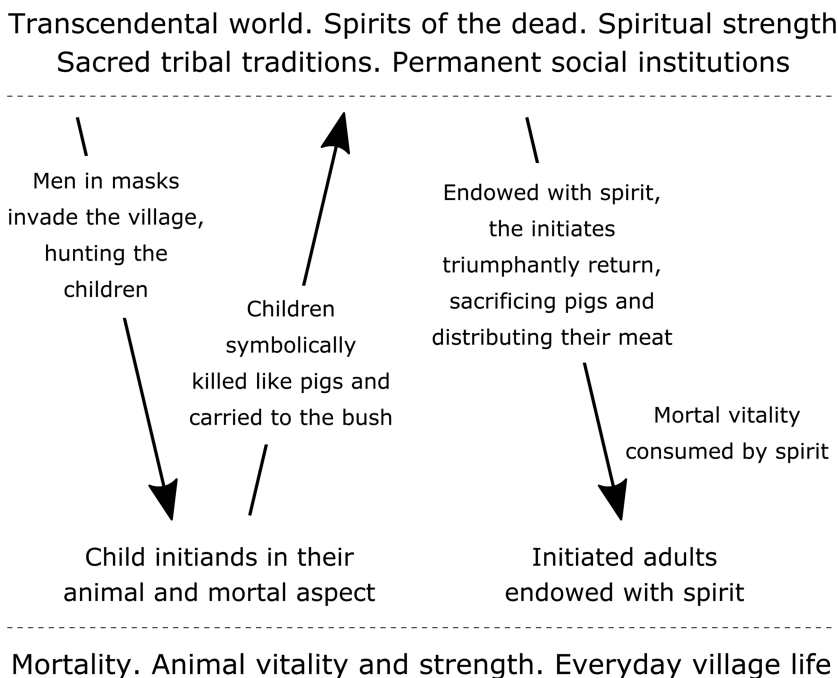 Transcendental world. Spirits of the dead. Spiritual strength
Sacred tribal traditions. Permanent social institutions
Men in masks
invade the village,
hunting the
children
Children
symbolically
killed like pigs and
carried to the bush
Endowed with spirit,
the initiates
triumphantly return,
sacrificing pigs and
distributing their meat
Mortal vitality
consumed by spirit
Child initiands in their
animal and mortal aspect
Initiated adults
endowed with spirit
Mortality. Animal vitality and strength. Everyday village life